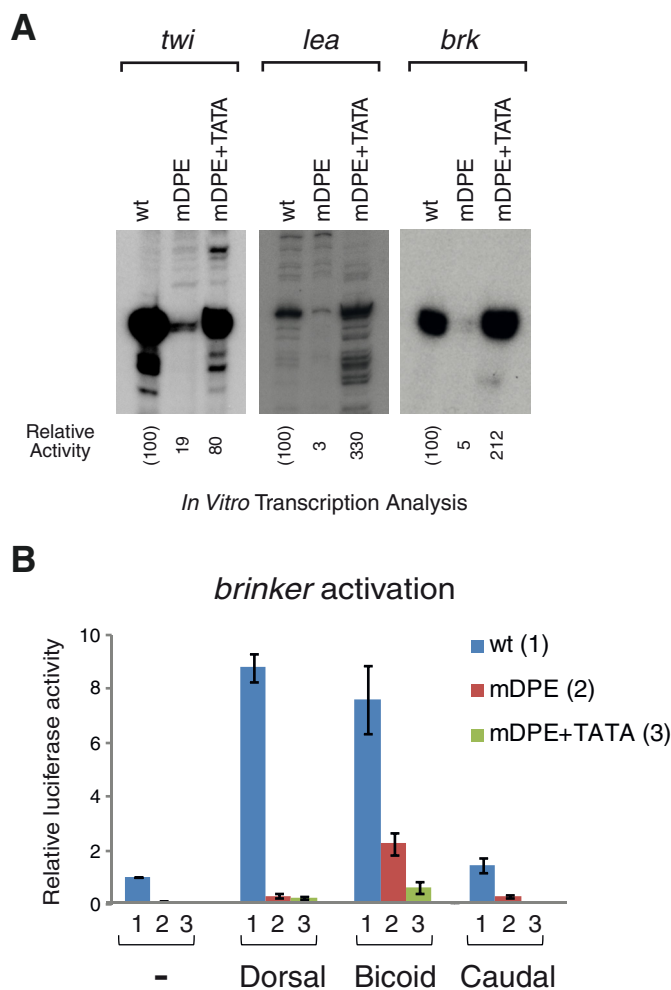 A
twi lea brk
wt mDPE mDPE+TATA wt mDPE mDPE+TATA wt mDPE mDPE+TATA
Relative
Activity
(100) 19 80 (100) 3 330 (100) 5 212
In Vitro Transcription Analysis
B
brinker activation
Relative luciferase activity
10
8
6
4
2
0
wt (1)
mDPE (2)
mDPE+TATA (3)
1 2 3 1 2 3 1 2 3 1 2 3
- Dorsal Bicoid Caudal